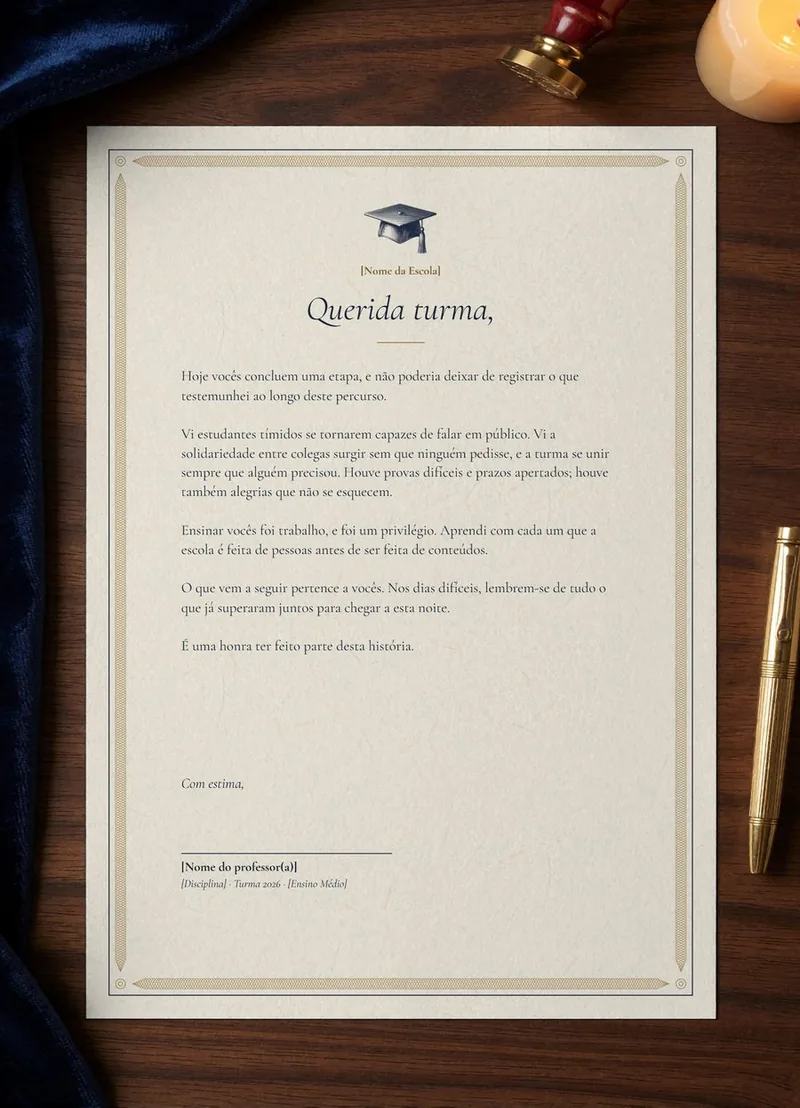 [Nome da Escola]
Querida turma,
Hoje vocês concluem uma etapa, e não poderia deixar de registrar o que
testemunhei ao longo deste percurso.
Vi estudantes tímidos se tornarem capazes de falar em público. Vi a
solidariedade entre colegas surgir sem que ninguém pedisse, e a turma se unir
sempre que alguém precisou. Houve provas difíceis e prazos apertados; houve
também alegrias que não se esquecem.
Ensinar vocês foi trabalho, e foi um privilégio. Aprendi com cada um que a
escola é feita de pessoas antes de ser feita de conteúdos.
O que vem a seguir pertence a vocês. Nos dias difíceis, lembrem-se de tudo o
que já superaram juntos para chegar a esta noite.
É uma honra ter feito parte desta história.
Com estima,
[Nome do professor(a)]
[Disciplina] · Turma 2026 · [Ensino Médio]